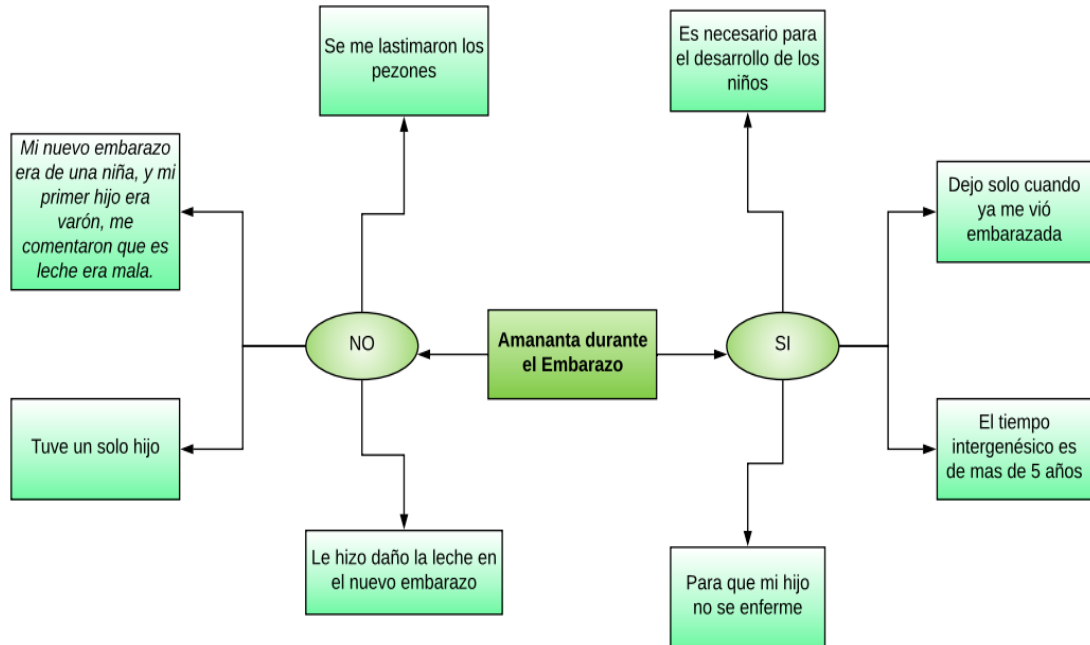 Se me lastimaron los
pezones
Es necesario para
el desarrollo de los
niños
Mi nuevo embarazo
era de una niña, y mi
primer hijo era
varón, me
comentaron que es
leche era mala.
Dejo solo cuando
ya me vió
embarazada
NO
Amananta durante
el Embarazo
SI
Tuve un solo hijo
El tiempo
intergenésico es
de mas de 5 años
Le hizo daño la leche en
el nuevo embarazo
Para que mi hijo
no se enferme